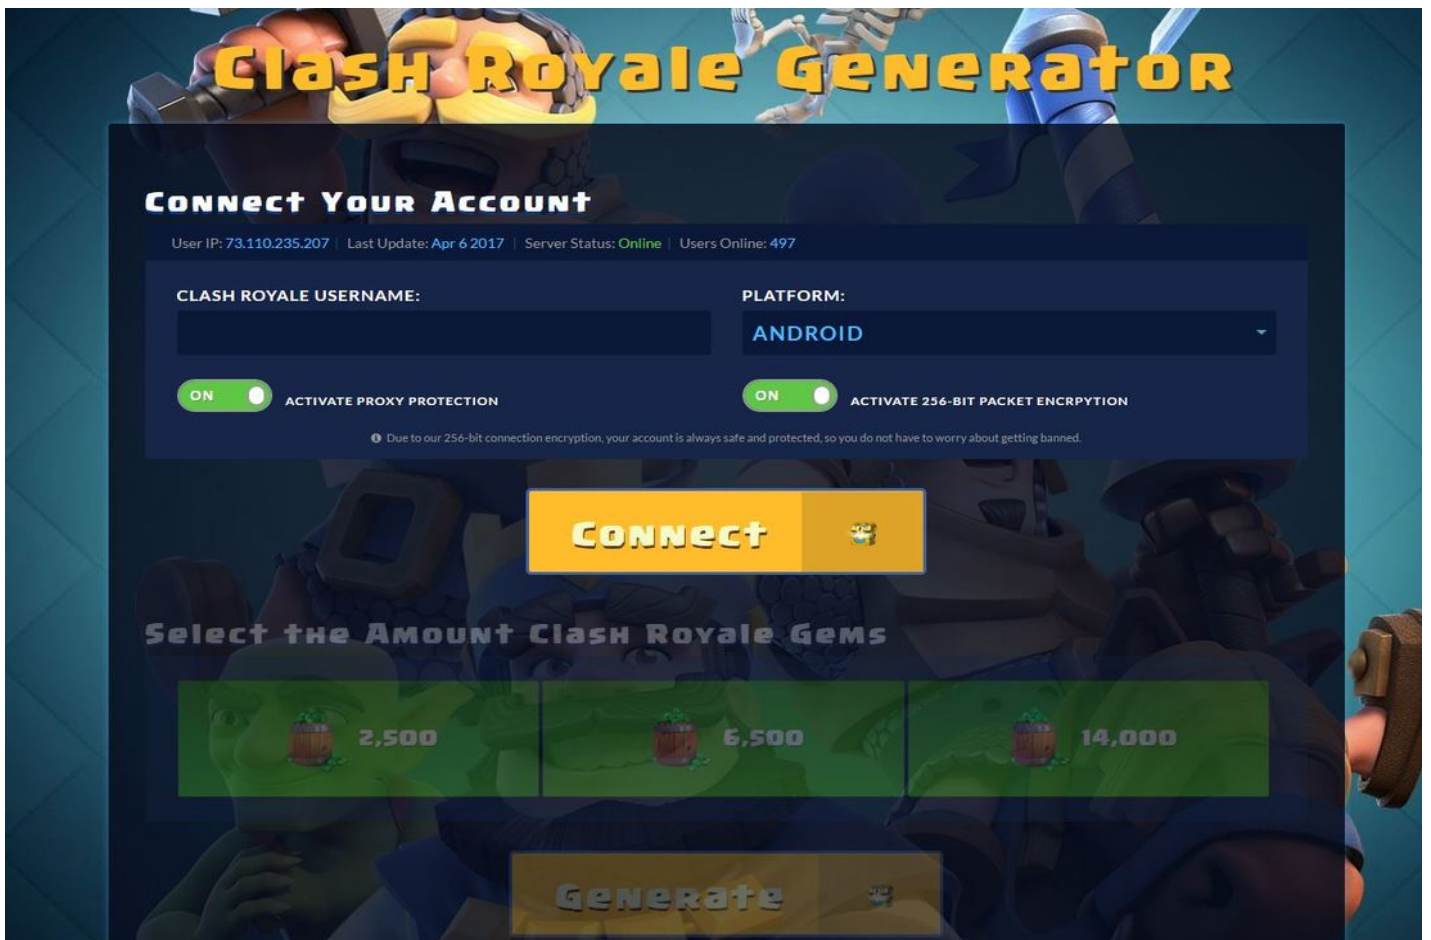 Clash Royale Generator
Connect Your Account
User IP: 73.110.235.207 | Last Update: Apr 6 2017 | Server Status: Online | Users Online: 497
CLASH ROYALE USERNAME:
PLATFORM:
ANDROID
ON ACTIVATE PROXY PROTECTION
ON ACTIVATE 256-BIT PACKET ENCRPYTION
Due to our 256-bit connection encryption, your account is always safe and protected, so you do not have to worry about getting banned.
Connect
Select the Amount Clash Royale Gems
2,500
6,500
14,000
Generate